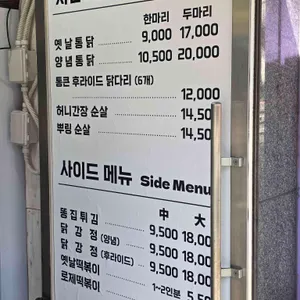 한마리 두마리
옛날통닭 9,000 17,000
양념통닭 10,500 20,000
통큰 후라이드 닭다리 (6개)
12,000
허니간장 순살 14,50
뿌링 순살 14,50
사이드 메뉴 Side Menu
中 大
똥집튀김 9,500 18,00
닭강정 (양념) 9,500 18,00
닭강정 (후라이드) 9,500 18,00
옛날떡볶이
로제떡볶이 1~2인분